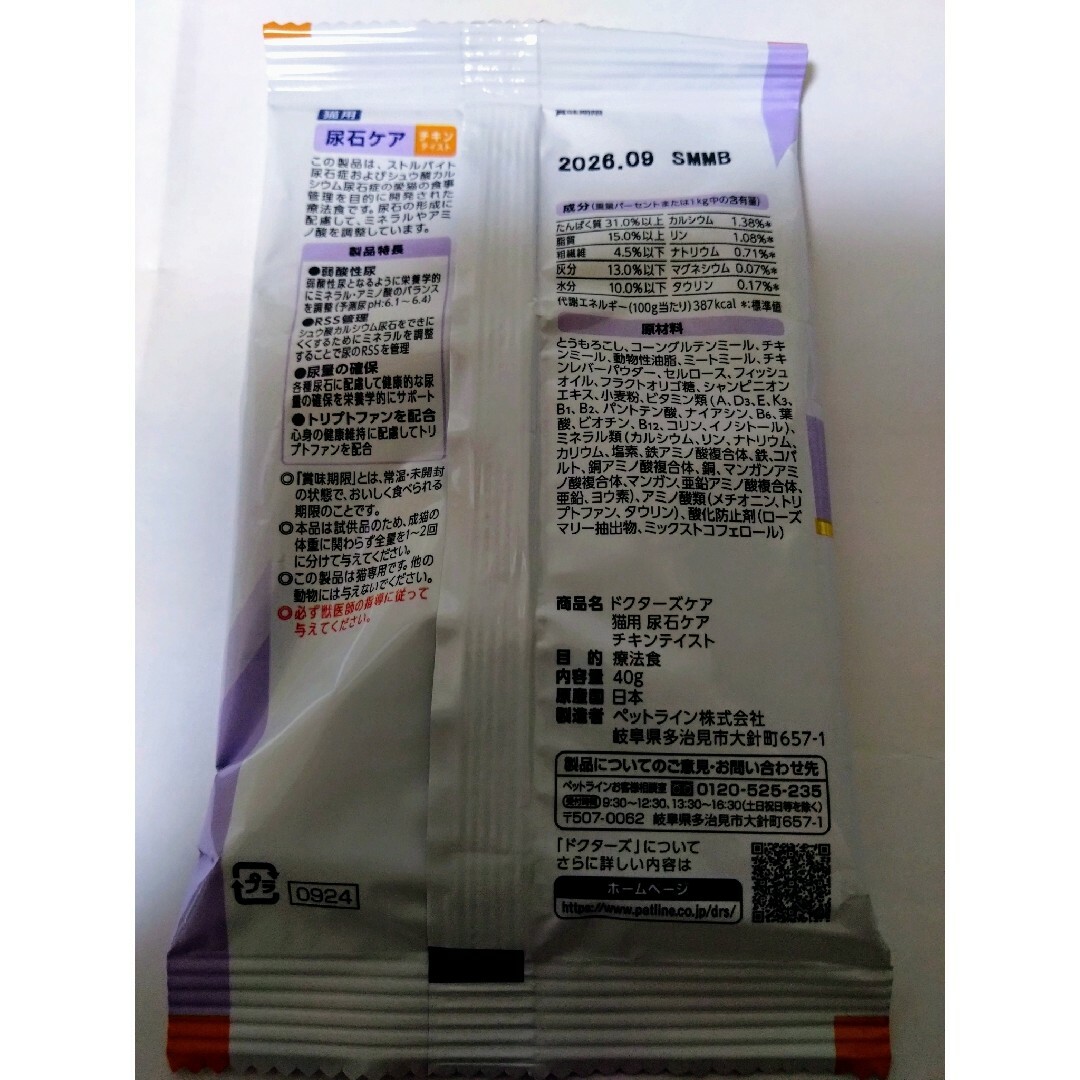 猫用
尿石ケア
チキン
テイスト
この製品は、ストルバイト
尿石症およびシュウ酸カル
シウム尿石症の愛猫の食事
管理を目的に開発された
療法食です。尿石の形成に
配慮して、ミネラルやアミ
ノ酸を調整しています。
製品特長
●弱酸性尿
弱酸性尿となるように栄養学的
にミネラル・アミノ酸のバランス
を調整(予測尿pH:6.1～6.4)
●RSS管理
シュウ酸カルシウム尿石をできに
くくするためにミネラルを調整
することで尿のRSSを管理
●尿量の確保
各種尿石に配慮して健康的な尿
量の確保を栄養学的にサポート
●トリプトファンを配合
心身の健康維持に配慮してトリ
プトファンを配合
◎「賞味期限」とは、常温・未開封
の状態で、おいしく食べられる
期限のことです。
◎本品は試供品のため、成猫の
体重に関わらず全量を1～2回
に分けて与えてください。
◎この製品は猫専用です。他の
動物には与えないでください。
◎必ず獣医師の指導に従って
与えてください。
プラ
0924
賞味期限
2026.09 SMMB
成分(重量パーセントまたは1kg中の含有量)
たんぱく質 31.0%以上 カルシウム 1.38%*
脂質 15.0%以上 リン 1.08%*
粗繊維 4.5%以下 ナトリウム 0.71%*
灰分 13.0%以下 マグネシウム 0.07%*
水分 10.0%以下 タウリン 0.17%*
代謝エネルギー(100g当たり) 387kcal *:標準値
原材料
とうもろこし、コーングルテンミール、チキ
ンミール、動物性油脂、ミートミール、チキ
ンレバーパウダー、セルロース、フィッシュ
オイル、フラクトオリゴ糖、シャンピニオン
エキス、小麦粉、ビタミン類(A、D3、E、K3、
B1、B2、パントテン酸、ナイアシン、B6、葉
酸、ビオチン、B12、コリン、イノシトール)、
ミネラル類(カルシウム、リン、ナトリウム、
カリウム、塩素、鉄アミノ酸複合体、鉄、コバ
ルト、銅アミノ酸複合体、銅、マンガンアミ
ノ酸複合体、マンガン、亜鉛アミノ酸複合体、
亜鉛、ヨウ素)、アミノ酸類(メチオニン、トリ
プトファン、タウリン)、酸化防止剤(ローズ
マリー抽出物、ミックストコフェロール)
商品名 ドクターズケア
猫用 尿石ケア
チキンテイスト
目的 療法食
内容量 40g
原産国 日本
製造者 ペットライン株式会社
岐阜県多治見市大針町657-1
製品についてのご意見・お問い合わせ先
ペットラインお客様相談室 0120-525-235
受付時間 9:30～12:30、13:30～16:30(土日祝日等を除く)
〒507-0062 岐阜県多治見市大針町657-1
「ドクターズ」について
さらに詳しい内容は
ホームページ
https://www.petline.co.jp/drs/